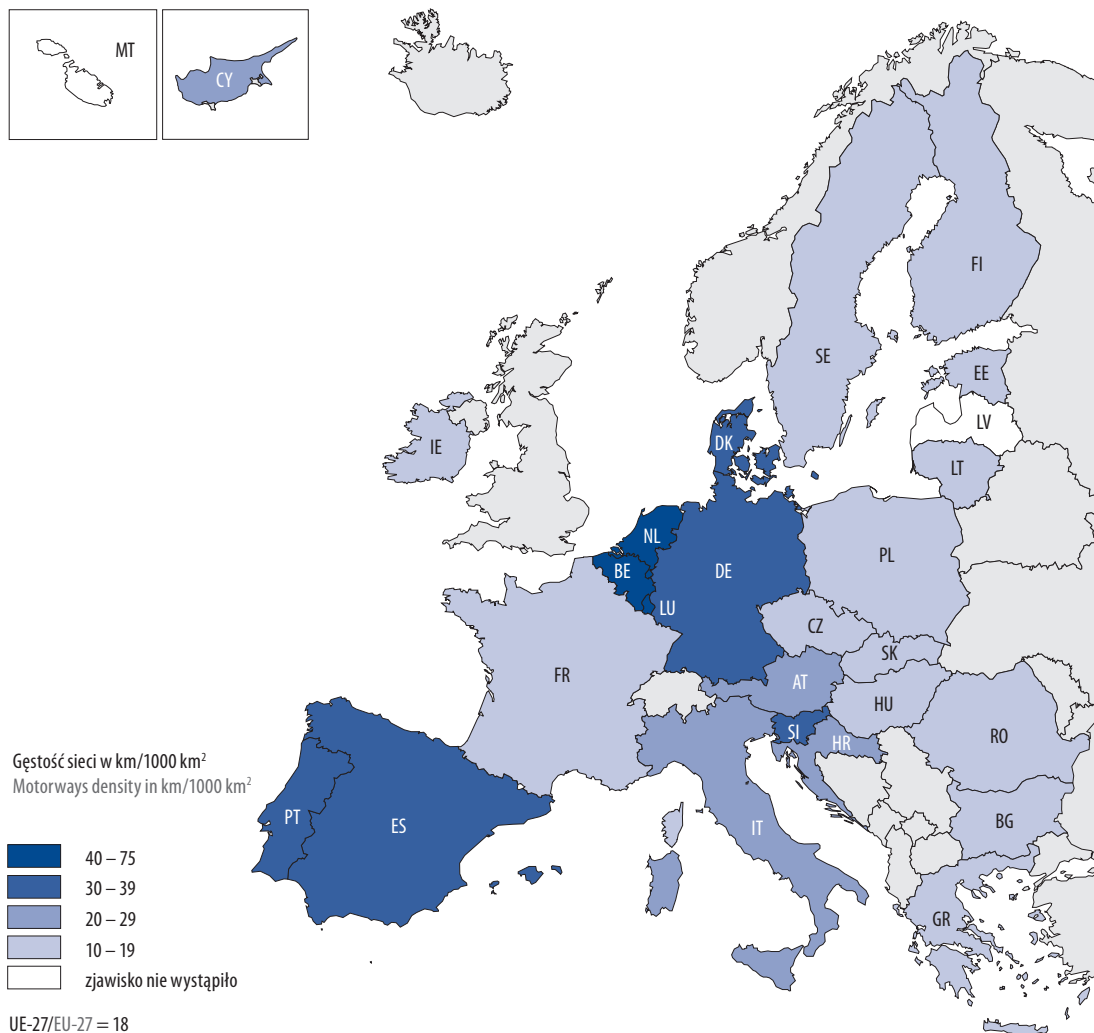 MT
CY
FI
SE
EE
LV
IE
DK
LT
NL
PL
BE
DE
LU
CZ
SK
FR
AT
HU
SI
HR
RO
Gęstość sieci w km/1000 km²
Motorways density in km/1000 km²
PT
ES
IT
BG
40 – 75
30 – 39
20 – 29
GR
10 – 19
zjawisko nie wystąpiło
UE-27/EU-27 = 18